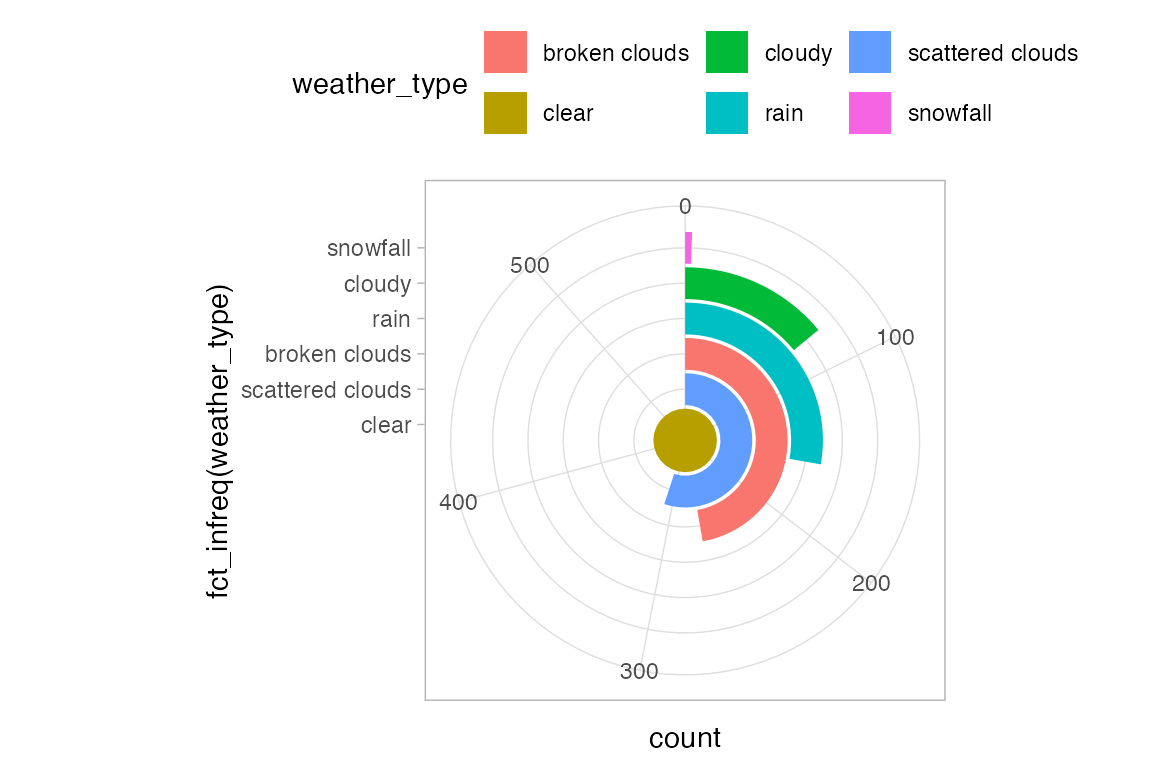 weather_type
broken clouds
cloudy
scattered clouds
clear
rain
snowfall
0
500
100
400
200
300
snowfall
cloudy
rain
broken clouds
scattered clouds
clear
fct_infreq(weather_type)
count